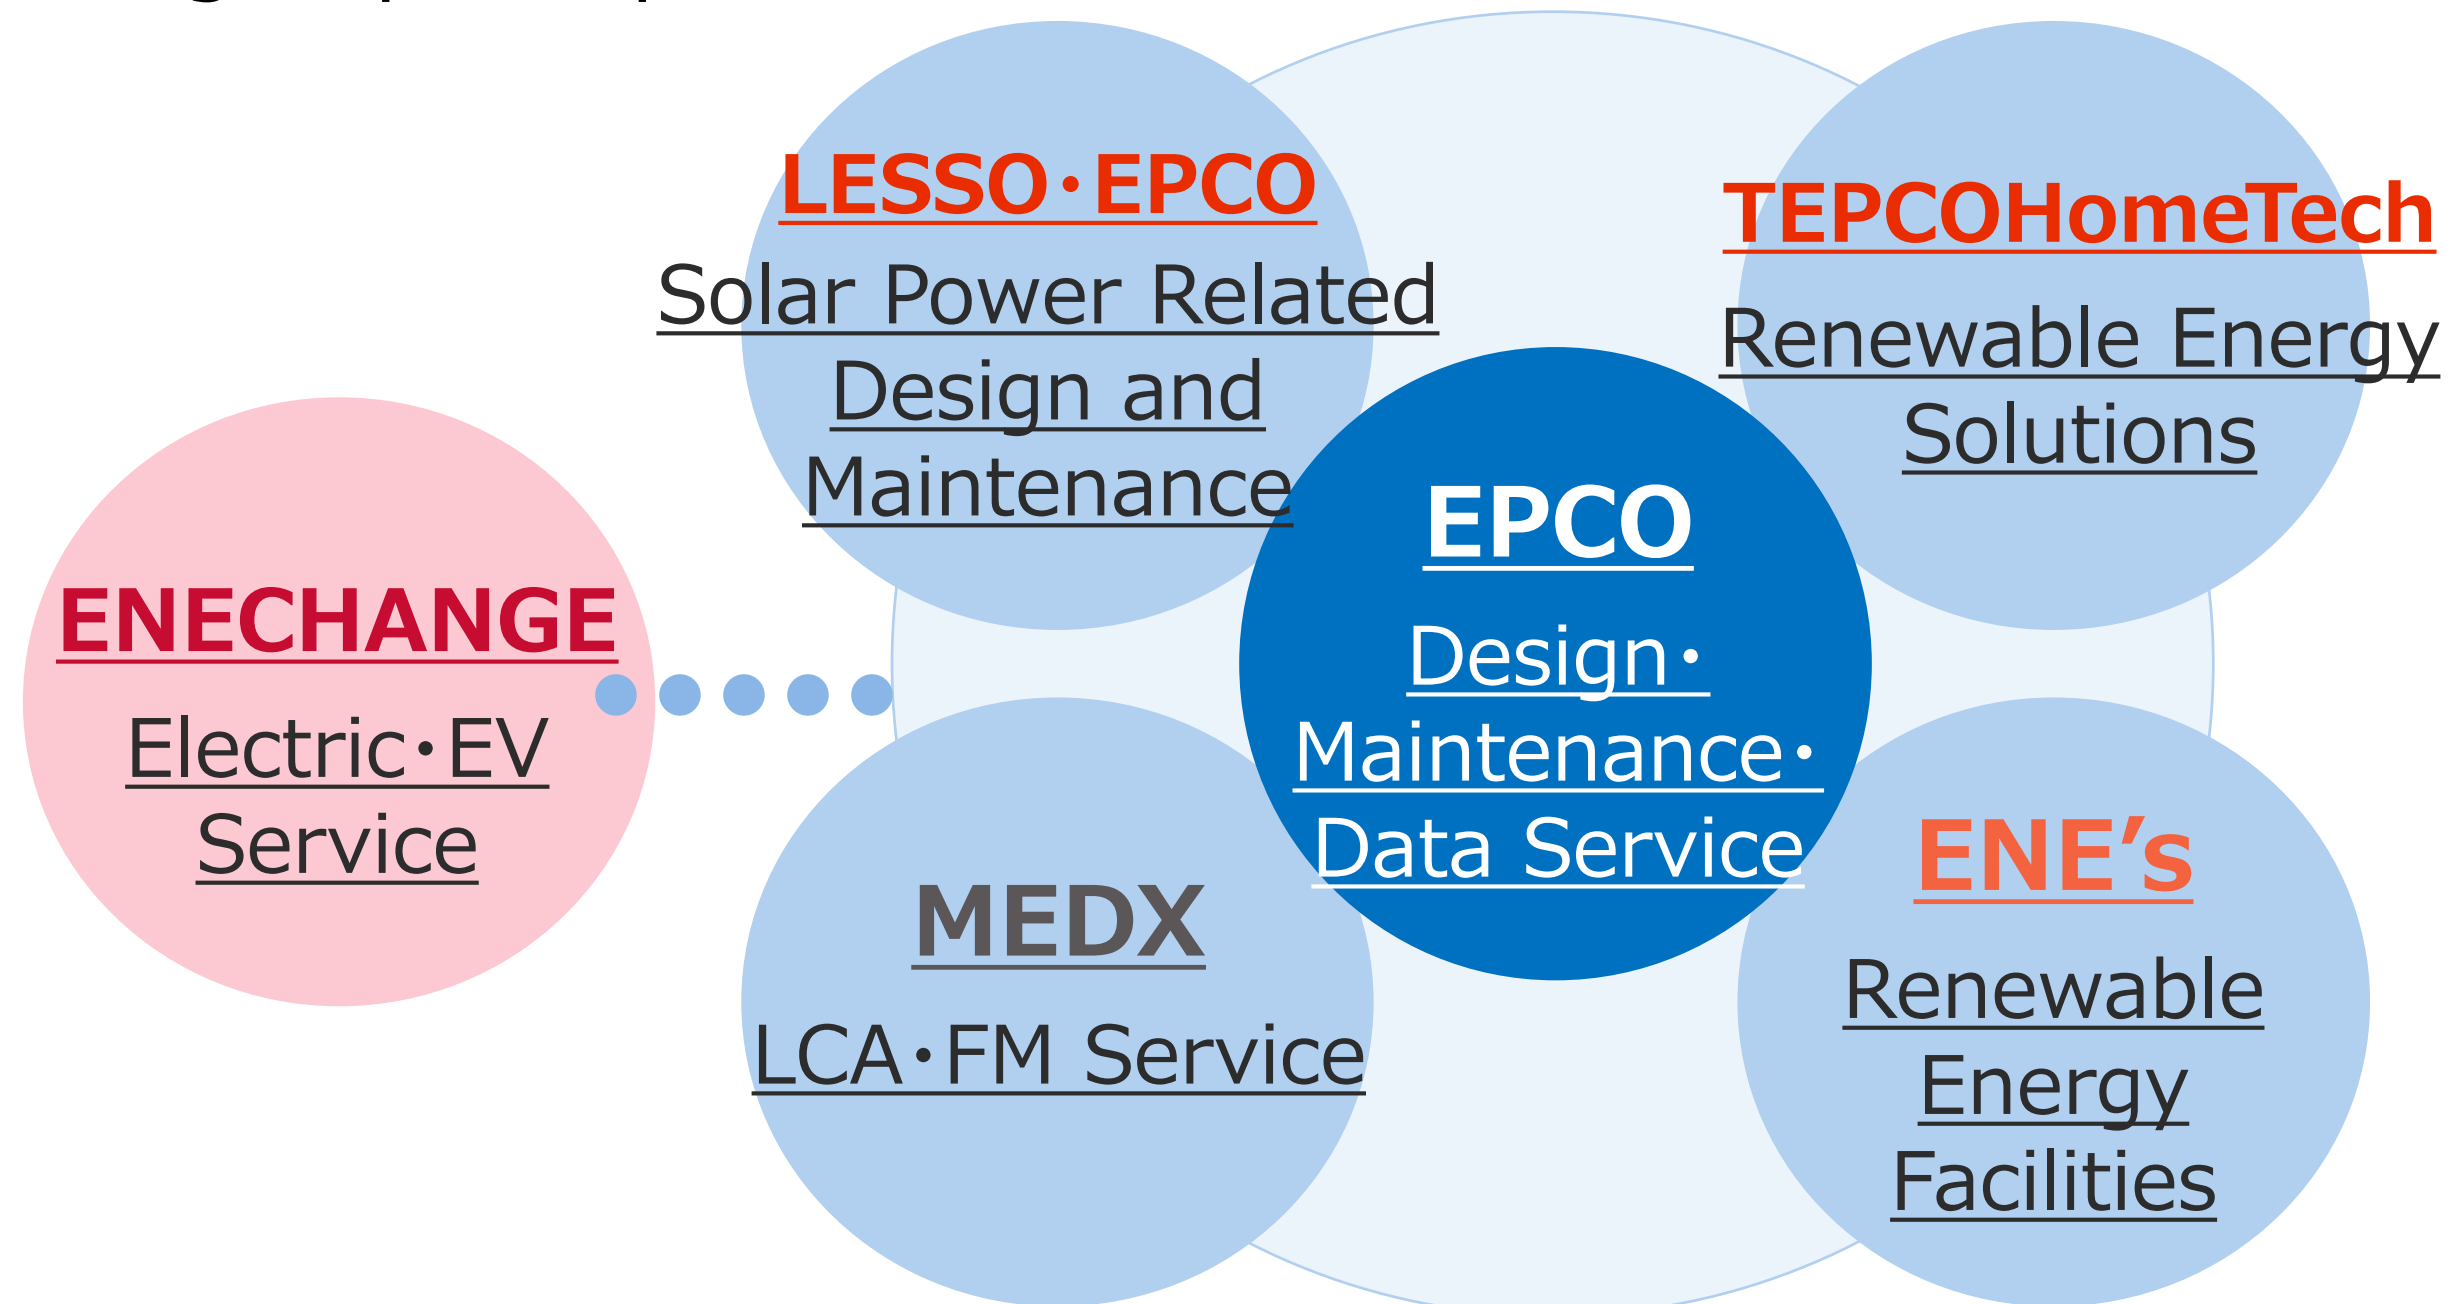 LESSO・EPCO
Solar Power Related
Design and
Maintenance
TEPCOHomeTech
Renewable Energy
Solutions
EPCO
Design・
Maintenance・
Data Service
ENECHANGE
Electric・EV
Service
MEDX
LCA・FM Service
ENE’s
Renewable
Energy
Facilities